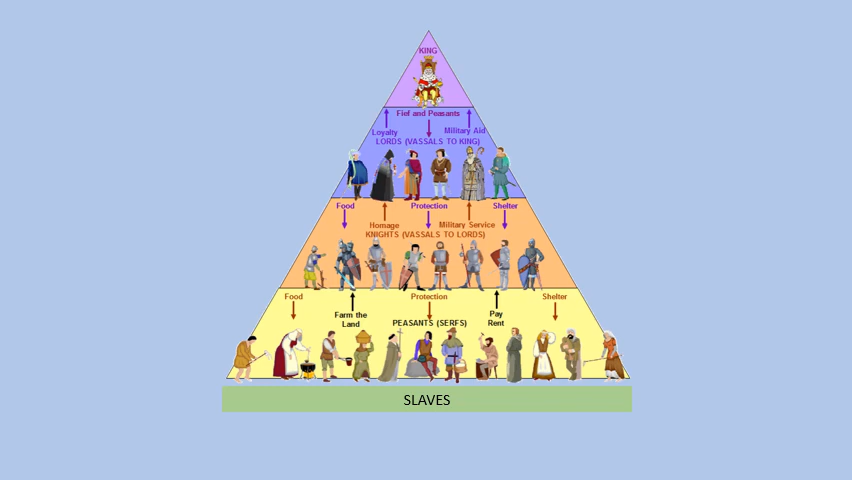 KING
Fief and Peasants
Loyalty Military Aid
LORDS (VASSALS TO KING)
Food Protection Shelter
Homage Military Service
KNIGHTS (VASSALS TO LORDS)
Food Protection Shelter
Farm the Pay
Land PEASANTS (SERFS) Rent
SLAVES